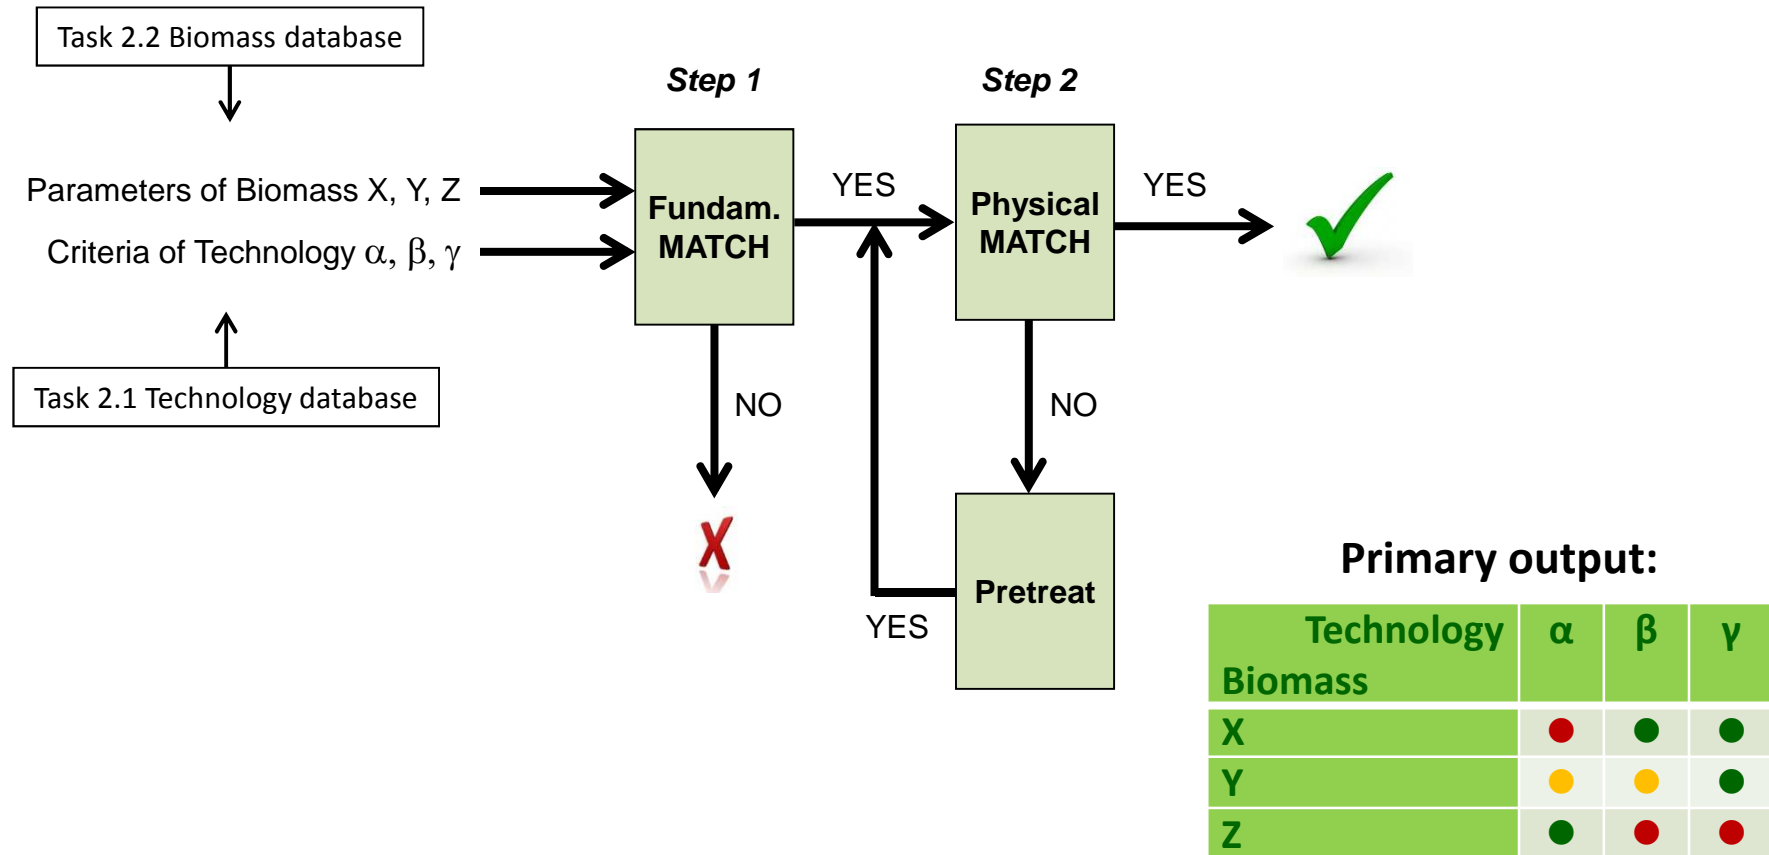 Task 2.2 Biomass database
Step 1
Step 2
Parameters of Biomass X, Y, Z
Criteria of Technology α, β, γ
Fundam.
MATCH
YES
Physical
MATCH
YES
Task 2.1 Technology database
NO
NO
Pretreat
YES
Primary output:
Technology α β γ
Biomass
X
Y
Z